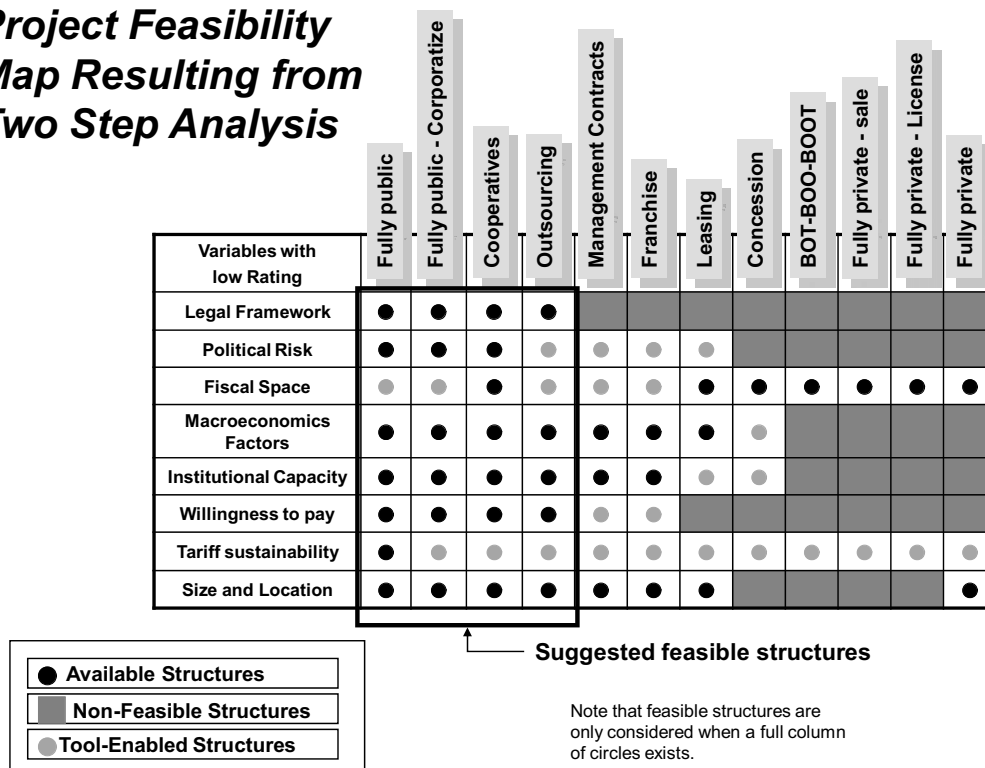 Project Feasibility
Map Resulting from
Two Step Analysis
Fully public
Fully public - Corporatize
Cooperatives
Outsourcing
Management Contracts
Franchise
Leasing
Concession
BOT-BOO-BOOT
Fully private - sale
Fully private - License
Fully private
Variables with
low Rating
Legal Framework
Political Risk
Fiscal Space
Macroeconomics
Factors
Institutional Capacity
Willingness to pay
Tariff sustainability
Size and Location
Suggested feasible structures
Available Structures
Non-Feasible Structures
Tool-Enabled Structures
Note that feasible structures are
only considered when a full column
of circles exists.